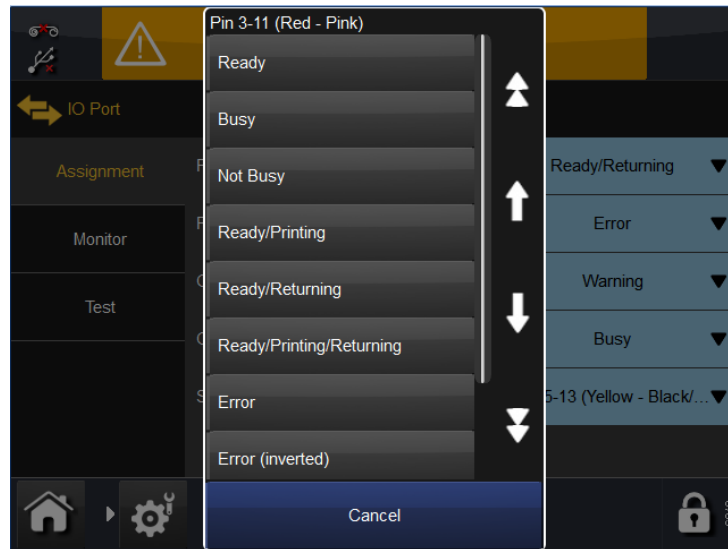 Pin 3-11 (Red - Pink)
Ready
Busy
Not Busy
Ready/Printing
Ready/Returning
Ready/Printing/Returning
Error
Error (inverted)
Cancel
IO Port
Assignment
Monitor
Test
Ready/Returning
Error
Warning
Busy
5-13 (Yellow - Black/...